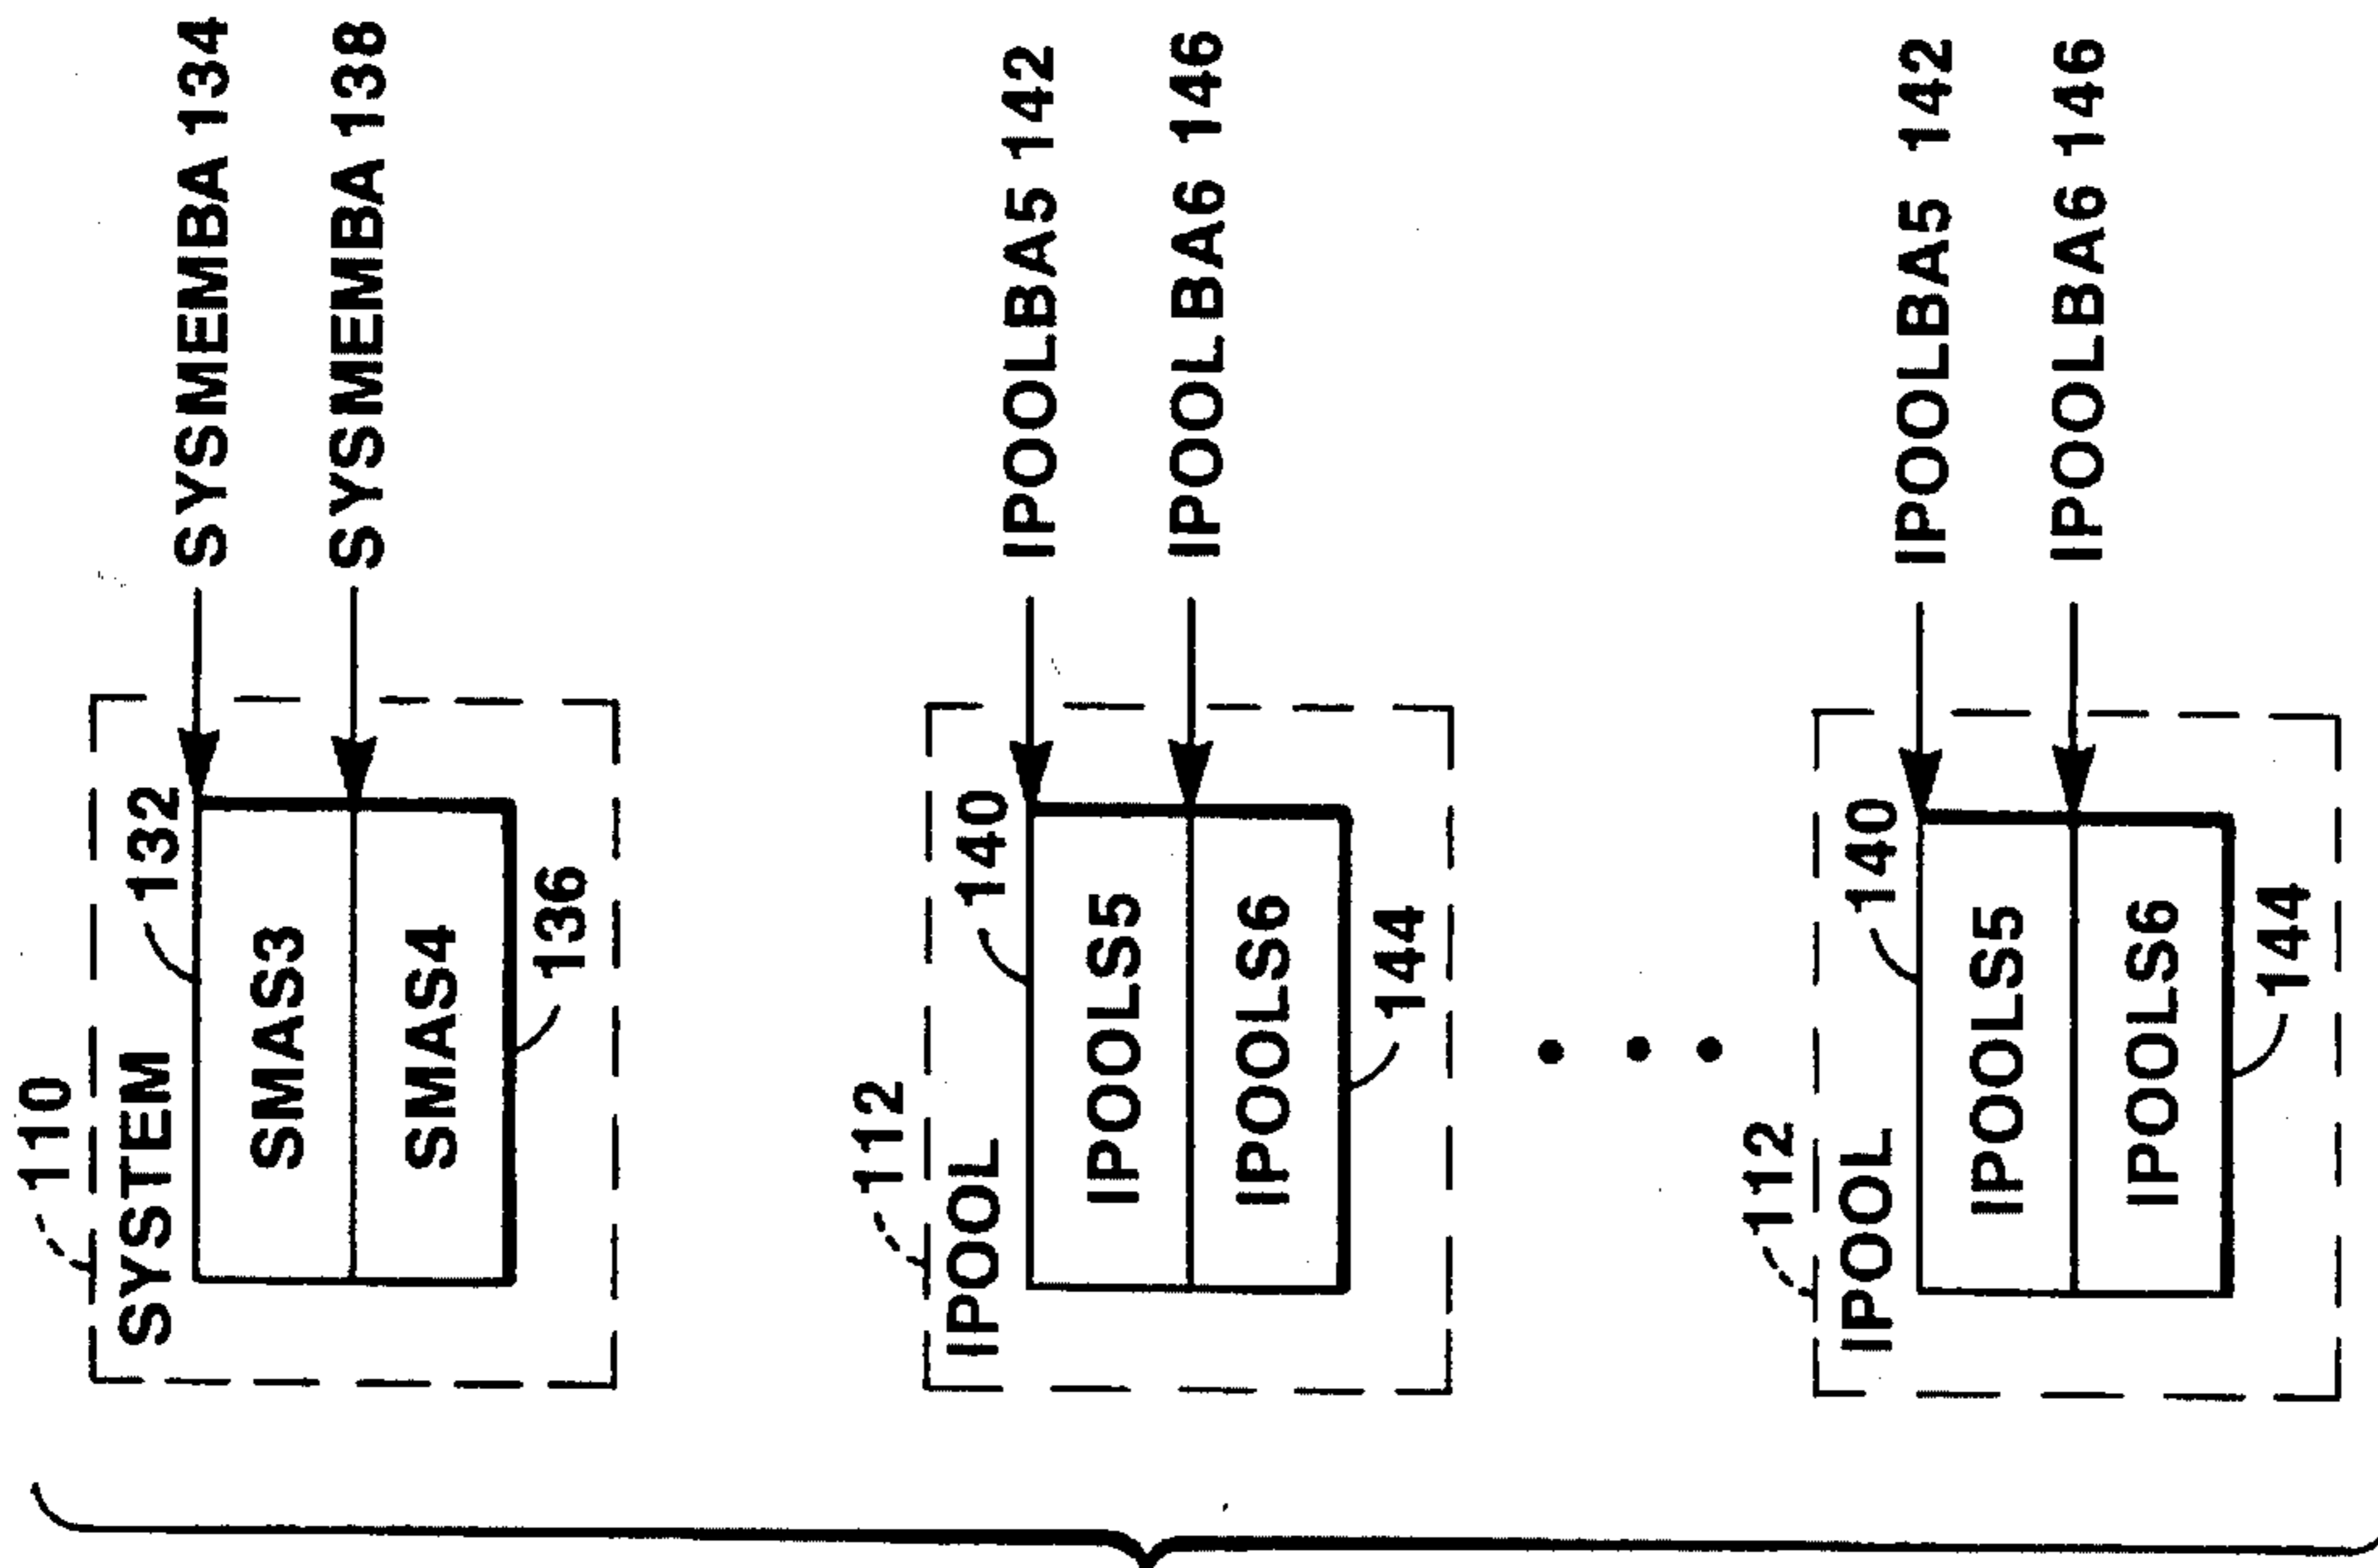 110
SYSTEM
132
SMAS3
SMAS4
136
SYSMEMBA 134
SYSMEMBA 138
112
IPOOL
140
IPOOLS5
IPOOLS6
144
IPOOLBA5 142
IPOOLBA6 146
112
IPOOL
140
IPOOLS5
IPOOLS6
144
IPOOLBA5 142
IPOOLBA6 146